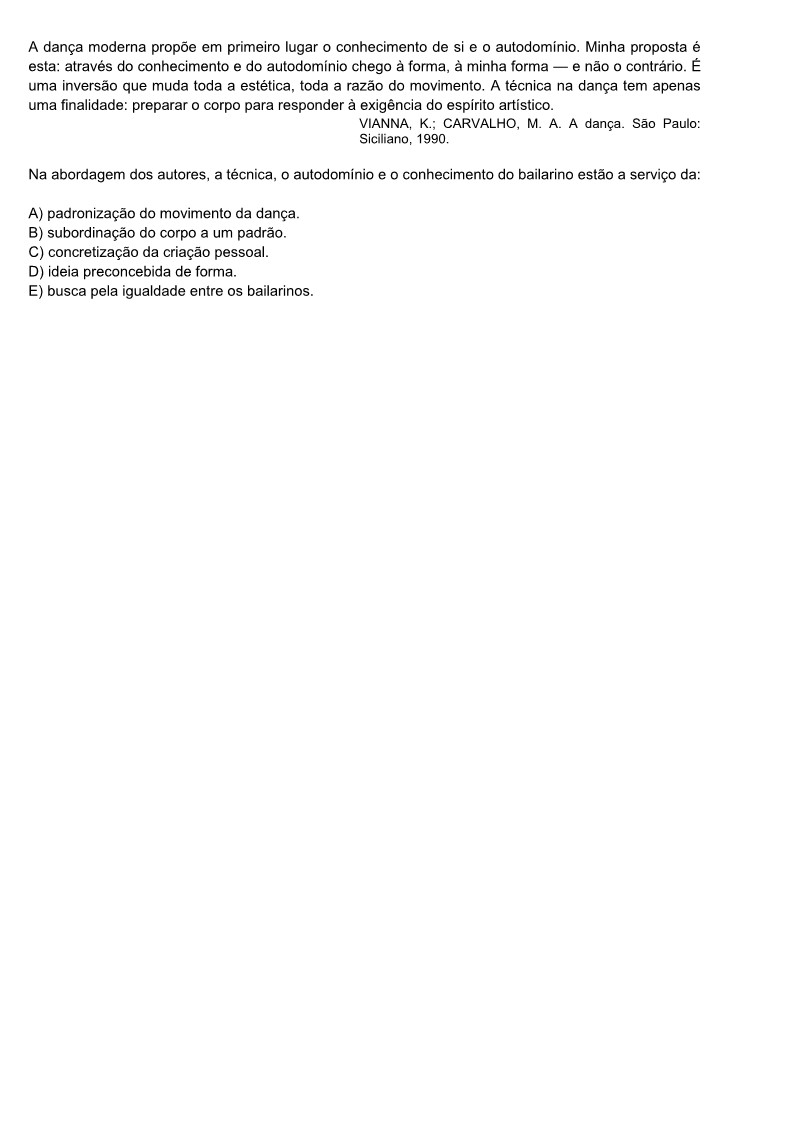 A dança moderna propõe em primeiro lugar o conhecimento de si e o autodomínio. Minha proposta é
esta: através do conhecimento e do autodomínio chego à forma, à minha forma — e não o contrário. É
uma inversão que muda toda a estética, toda a razão do movimento. A técnica na dança tem apenas
uma finalidade: preparar o corpo para responder à exigência do espírito artístico.
VIANNA, K.; CARVALHO, M. A. A dança. São Paulo:
Siciliano, 1990.
Na abordagem dos autores, a técnica, o autodomínio e o conhecimento do bailarino estão a serviço da:
A) padronização do movimento da dança.
B) subordinação do corpo a um padrão.
C) concretização da criação pessoal.
D) ideia preconcebida de forma.
E) busca pela igualdade entre os bailarinos.